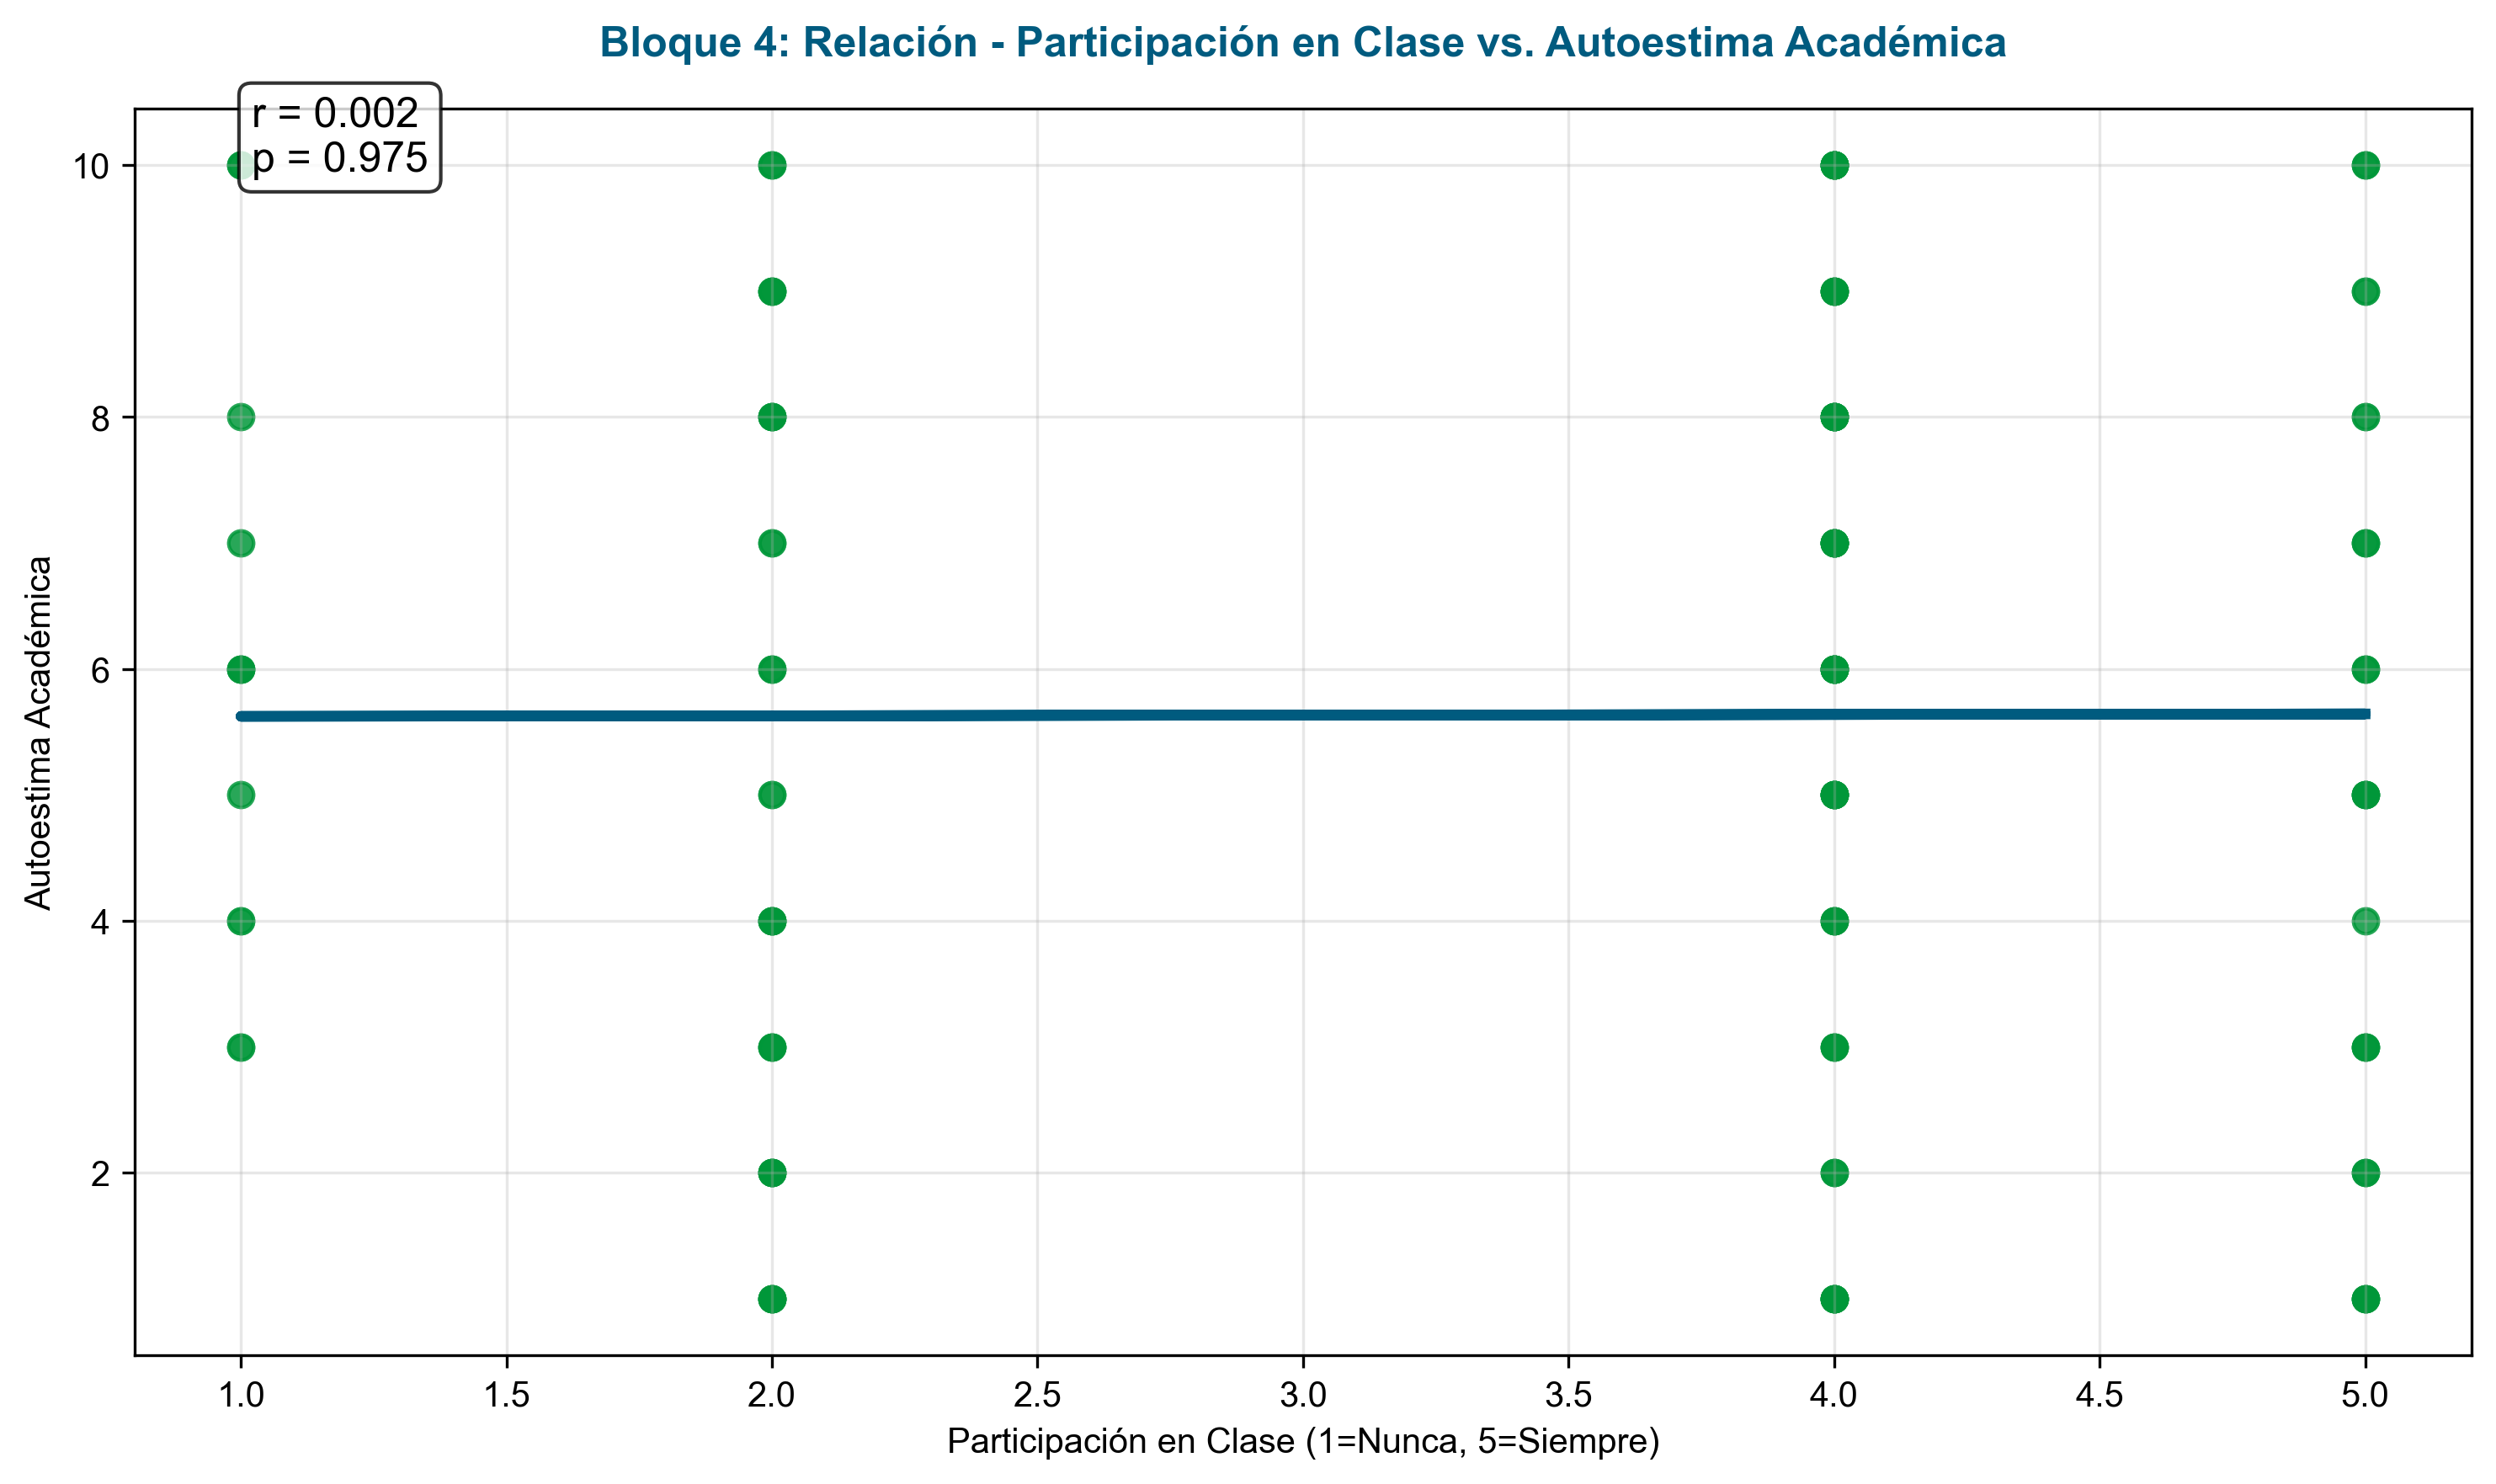 Bloque 4: Relación - Participación en Clase vs. Autoestima Académica
r = 0.002
p = 0.975
Autoestima Académica
10
8
6
4
2
1.0 1.5 2.0 2.5 3.0 3.5 4.0 4.5 5.0
Participación en Clase (1=Nunca, 5=Siempre)